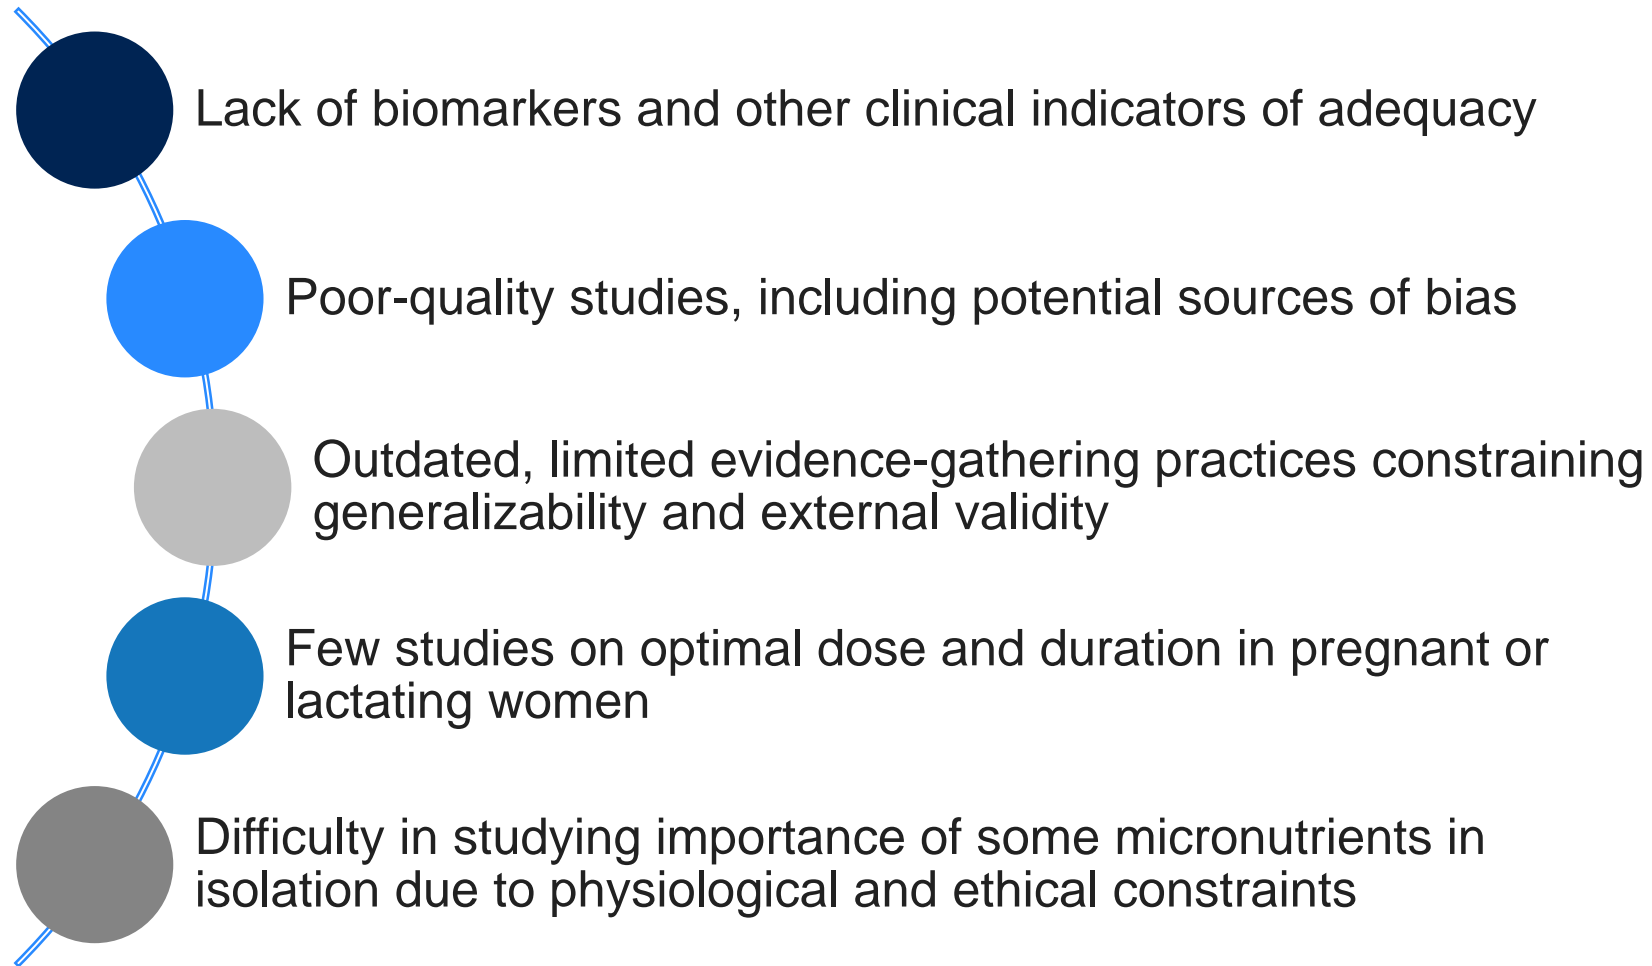 Lack of biomarkers and other clinical indicators of adequacy
Poor-quality studies, including potential sources of bias
Outdated, limited evidence-gathering practices constraining
generalizability and external validity
Few studies on optimal dose and duration in pregnant or
lactating women
Difficulty in studying importance of some micronutrients in
isolation due to physiological and ethical constraints